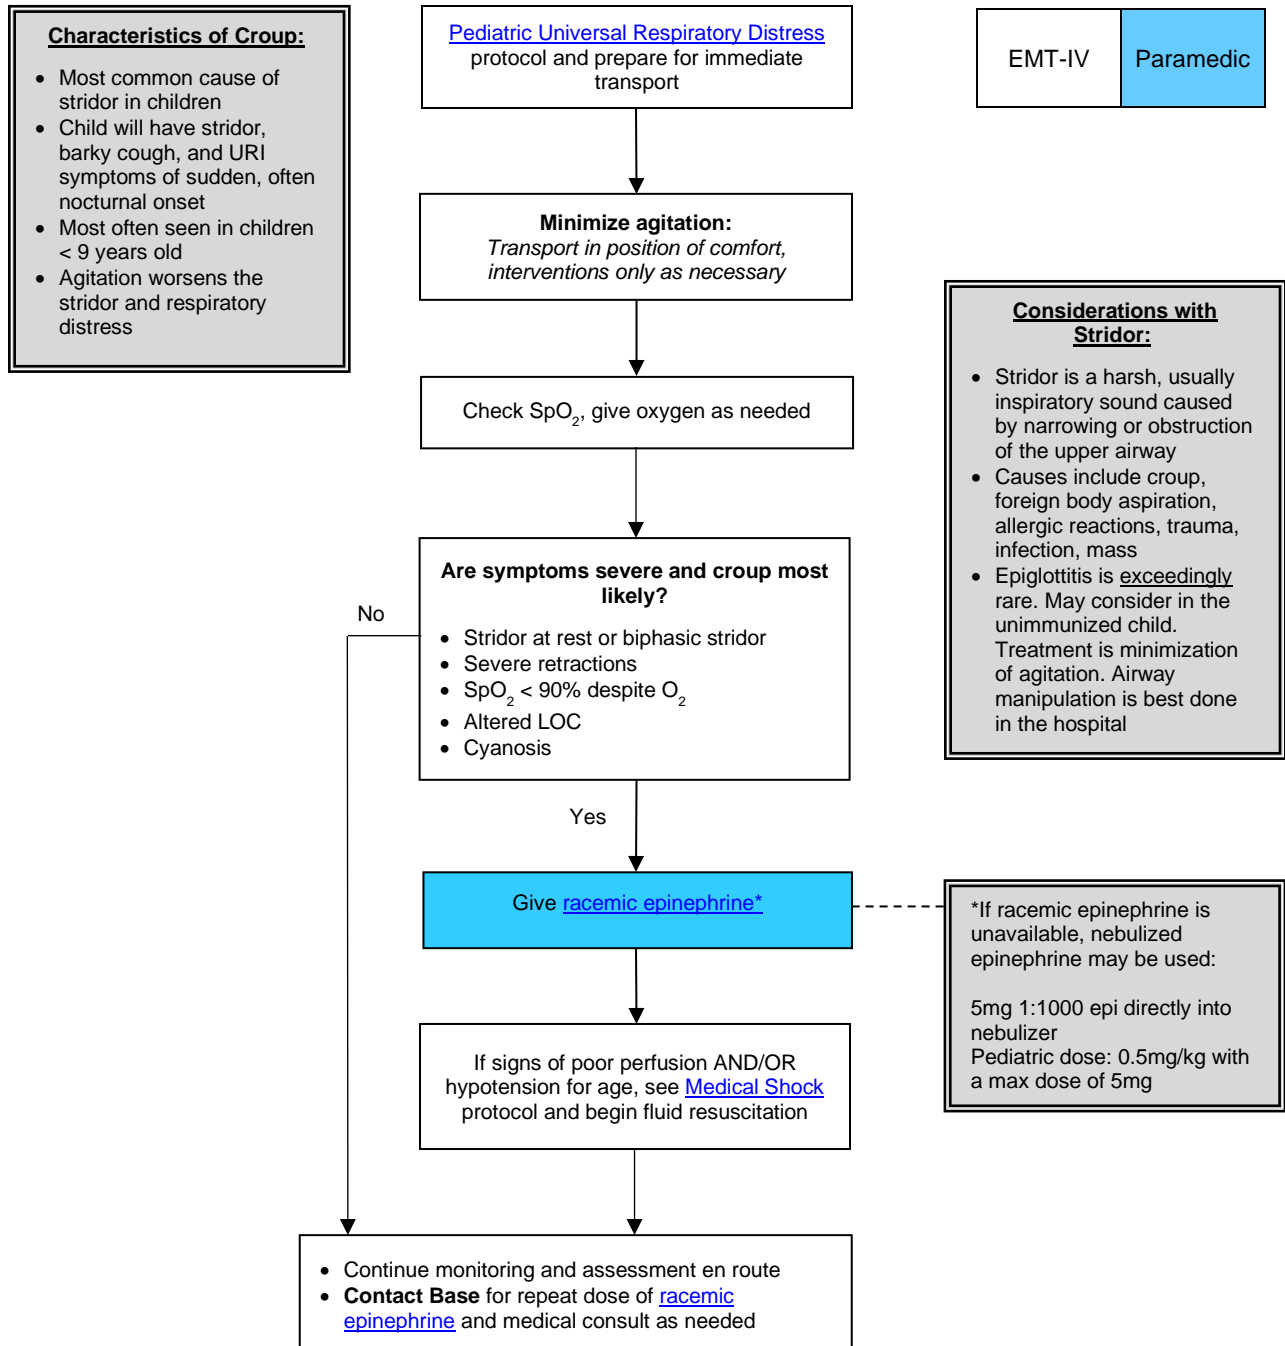 Characteristics of Croup:
• Most common cause of
stridor in children
• Child will have stridor,
barky cough, and URI
symptoms of sudden, often
nocturnal onset
• Most often seen in children
< 9 years old
• Agitation worsens the
stridor and respiratory
distress
Pediatric Universal Respiratory Distress
protocol and prepare for immediate
transport
EMT-IV
Paramedic
Minimize agitation:
Transport in position of comfort,
interventions only as necessary
Check SpO₂, give oxygen as needed
Considerations with
Stridor:
• Stridor is a harsh, usually
inspiratory sound caused
by narrowing or obstruction
of the upper airway
• Causes include croup,
foreign body aspiration,
allergic reactions, trauma,
infection, mass
• Epiglottitis is exceedingly
rare. May consider in the
unimmunized child.
Treatment is minimization
of agitation. Airway
manipulation is best done
in the hospital
Are symptoms severe and croup most
likely?
• Stridor at rest or biphasic stridor
• Severe retractions
• SpO₂ < 90% despite O₂
• Altered LOC
• Cyanosis
No
Yes
Give racemic epinephrine*
*If racemic epinephrine is
unavailable, nebulized
epinephrine may be used:
5mg 1:1000 epi directly into
nebulizer
Pediatric dose: 0.5mg/kg with
a max dose of 5mg
If signs of poor perfusion AND/OR
hypotension for age, see Medical Shock
protocol and begin fluid resuscitation
• Continue monitoring and assessment en route
• Contact Base for repeat dose of racemic
epinephrine and medical consult as needed